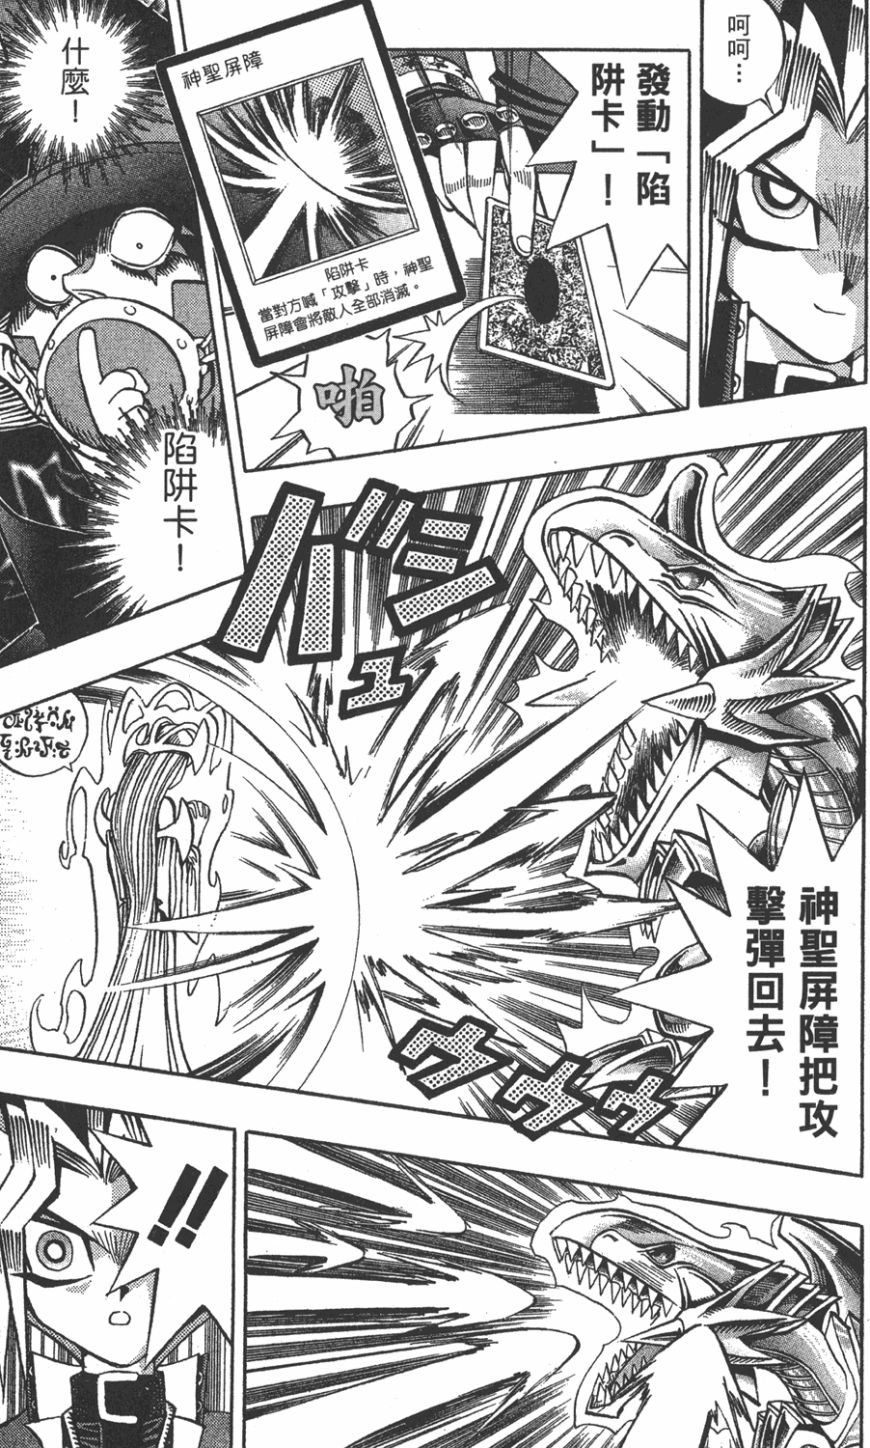 呵呵…
發動「陷
阱卡」！
神聖屏障
陷阱卡
當對方喊「攻擊」時，神聖
屏障會將敵人全部消滅。
啪
什麼！
陷阱卡！
バシュ
神聖屏障把攻
擊彈回去！
ウウゥゥ
!!